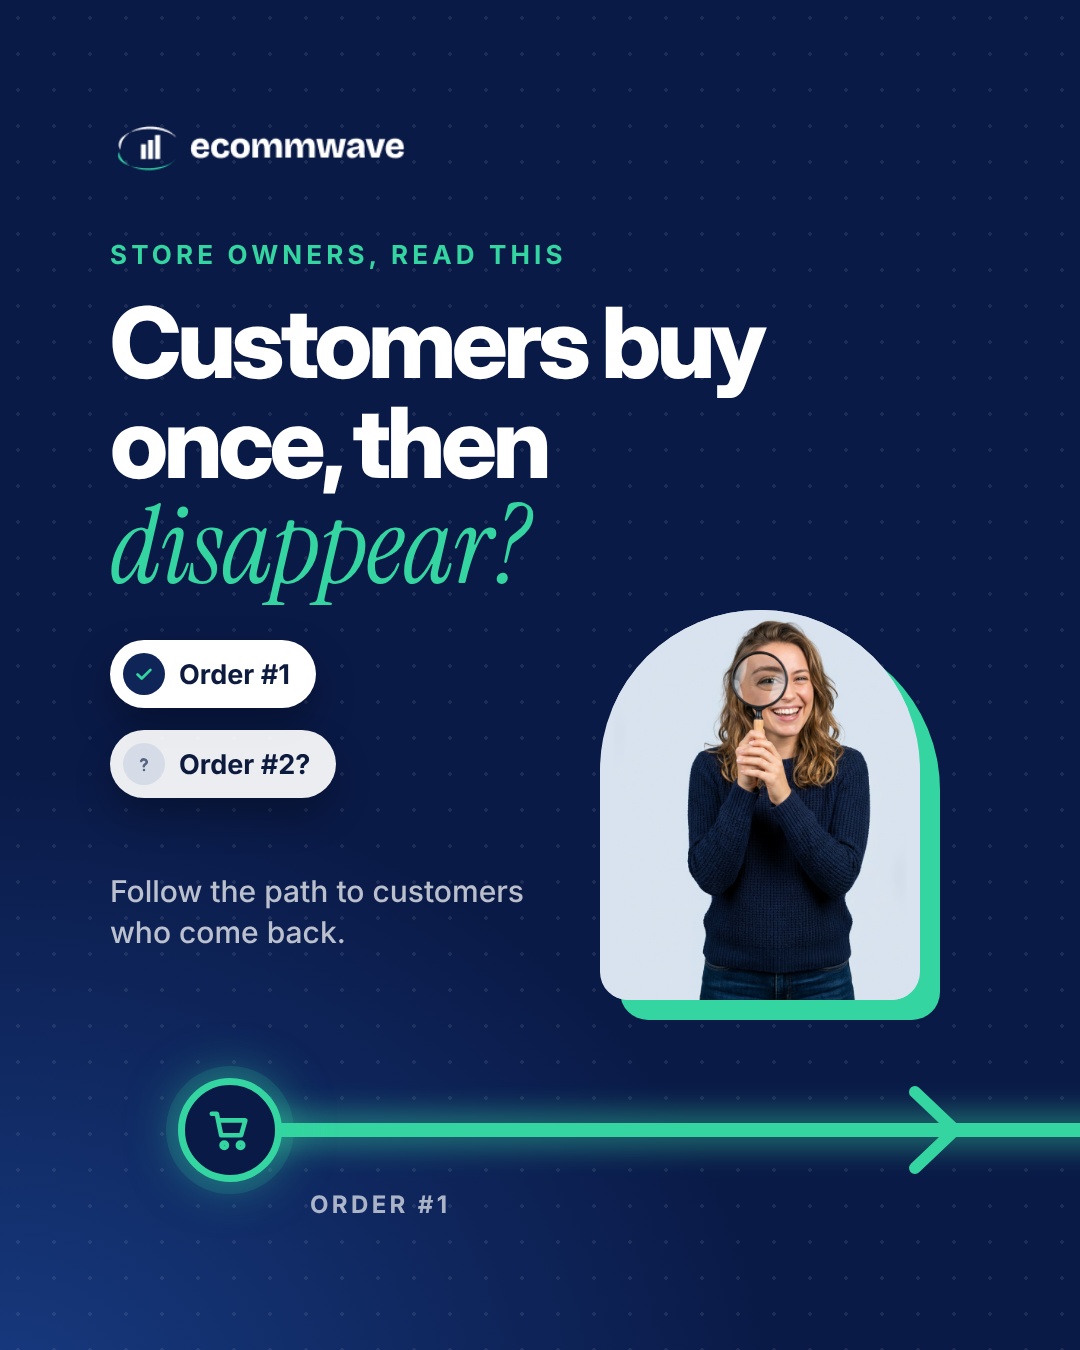 ecommwave
STORE OWNERS, READ THIS
Customers buy
once, then
disappear?
Order #1
? Order #2?
Follow the path to customers
who come back.
ORDER #1